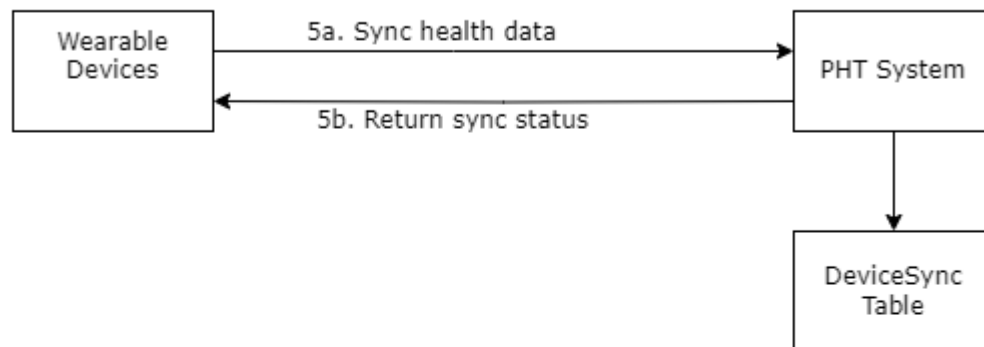 Wearable
Devices
5a. Sync health data
PHT System
5b. Return sync status
DeviceSync
Table